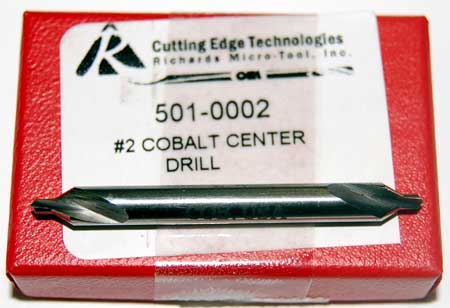 Cutting Edge Technologies
Richards Micro-Tool, Inc.
501-0002
#2 COBALT CENTER
DRILL